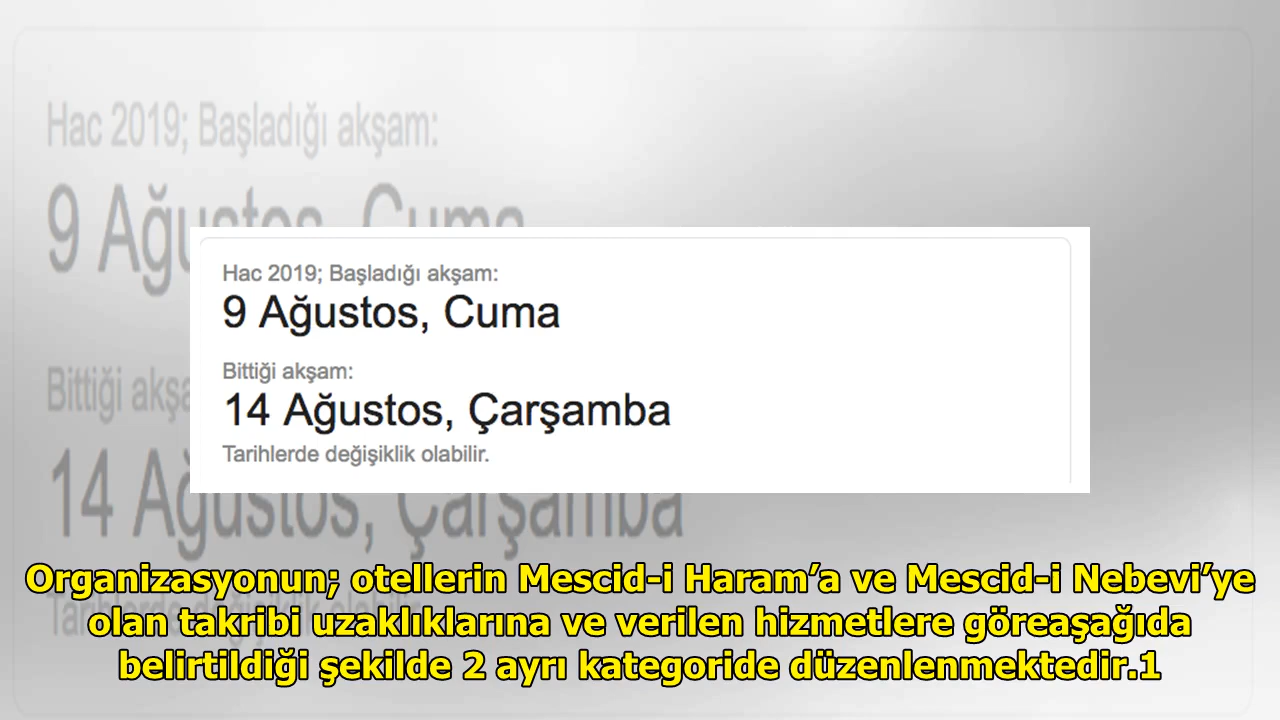 Hac 2019; Başladığı akşam:
9 Ağustos, Cuma
Bittiği akşam:
14 Ağustos, Çarşamba
Tarihlerde değişiklik olabilir.
Organizasyonun; otellerin Mescid-i Haram’a ve Mescid-i Nebevi’ye
olan takribi uzaklıklarına ve verilen hizmetlere göreaşağıda
belirtildiği şekilde 2 ayrı kategoride düzenlenmektedir.1